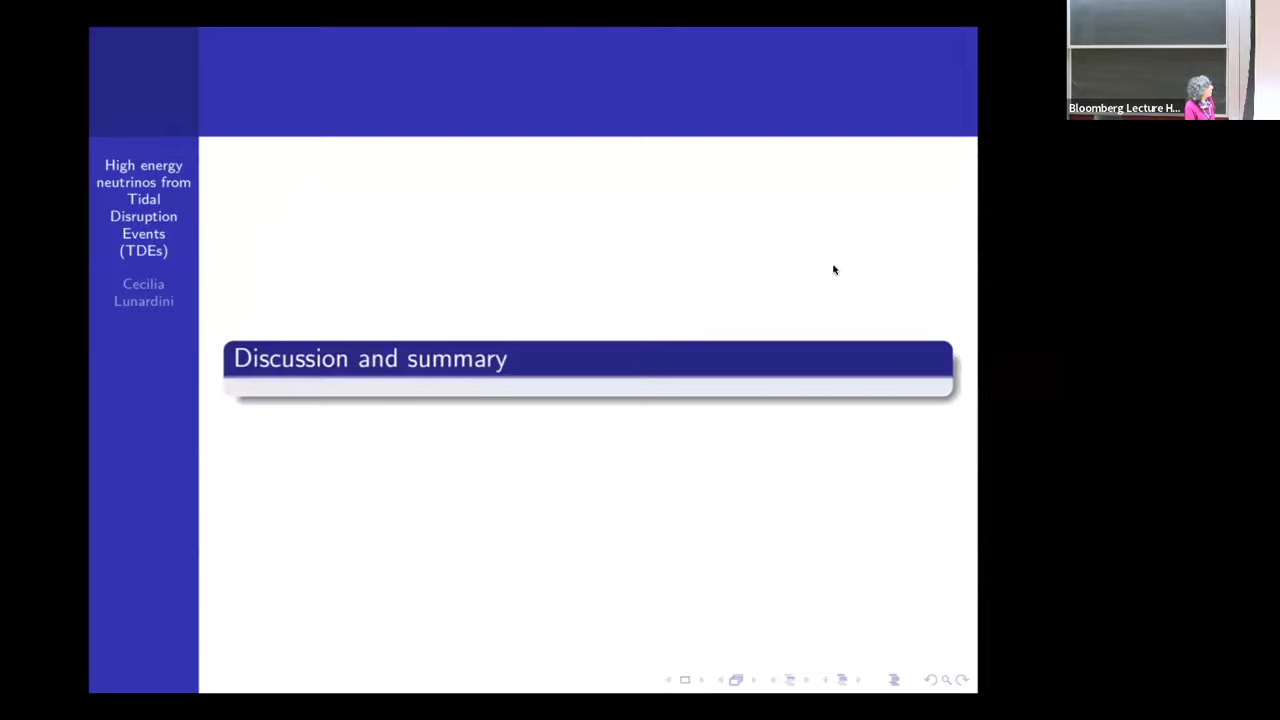 High energy
neutrinos from
Tidal
Disruption
Events
(TDEs)
Cecilia
Lunardini
Discussion and summary
Bloomberg Lecture H...